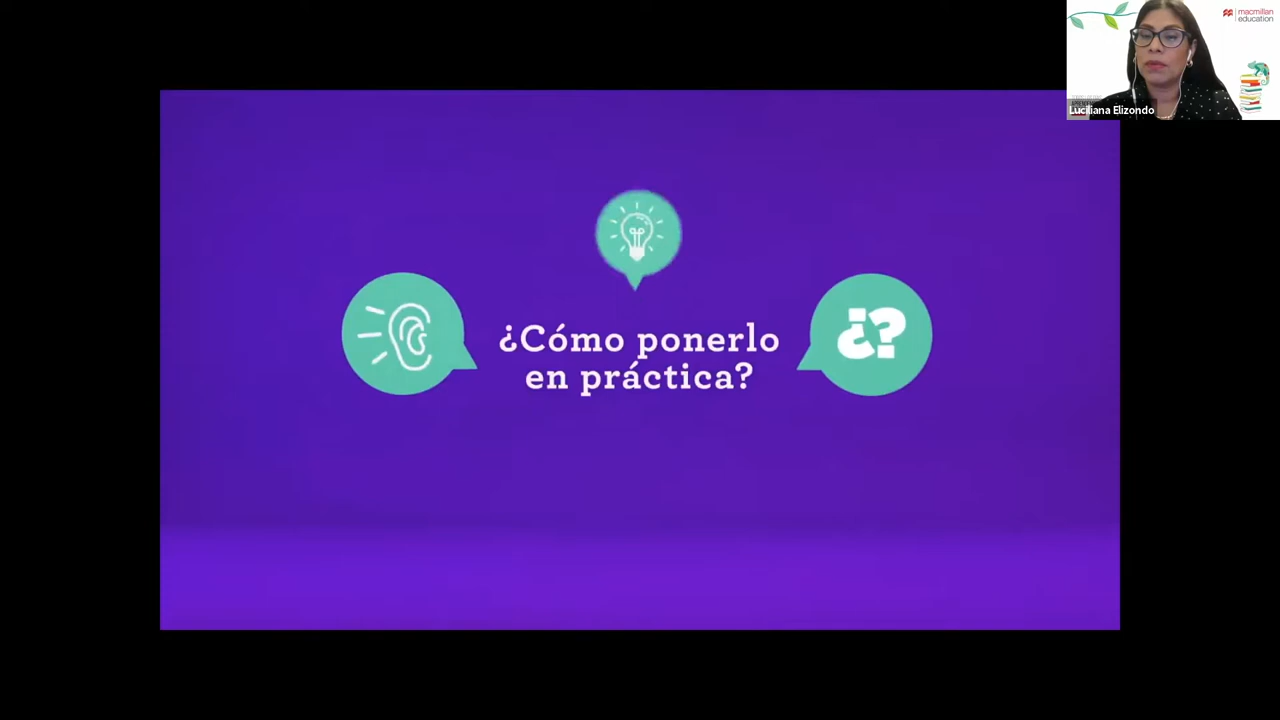 macmillan
education
Luciliana Elizondo
¿?
¿Cómo ponerlo
en práctica?